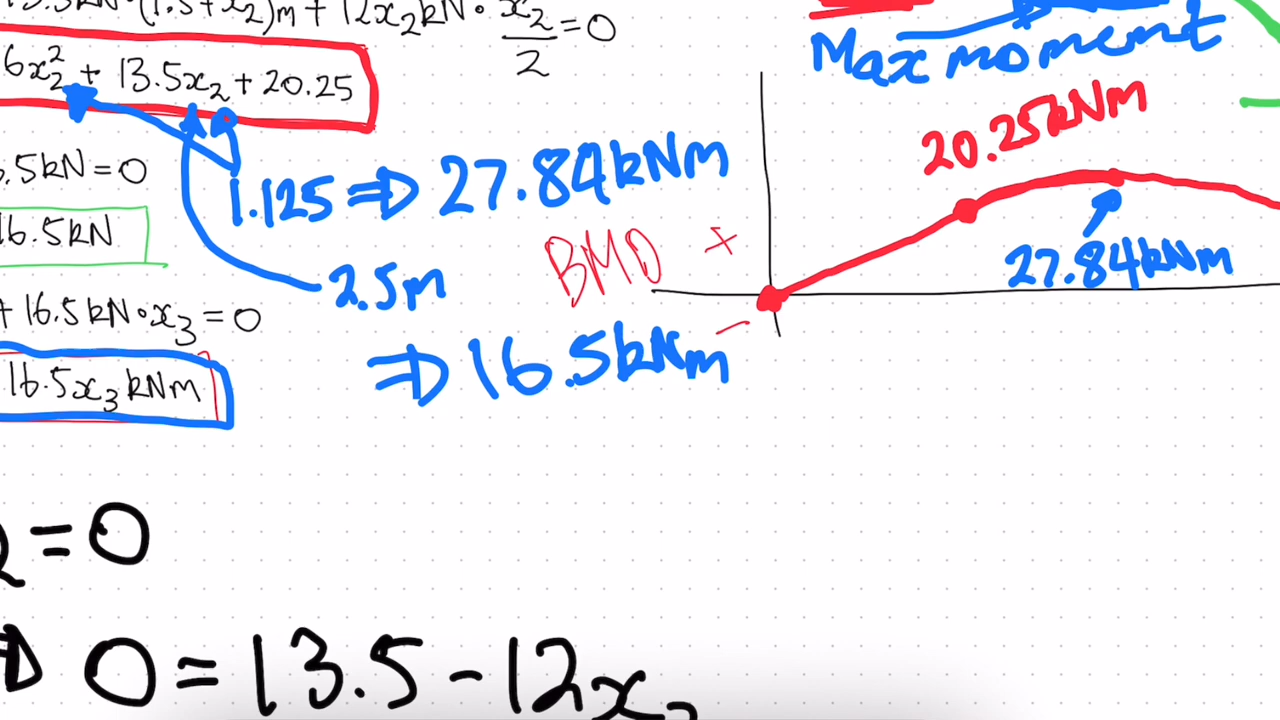 (1.5+x₂)m + 12x₂kN · x₂/2 = 0
6x₂² + 13.5x₂ + 20.25
.5kN = 0
1.125 ⇒ 27.84kNm
16.5kN
2.5m
+ 16.5kN·x₃ = 0
⇒ 16.5kNm
16.5x₃ kNm
Max moment
20.25kNm
BMD +
27.84kNm
−
= 0
⇒ 0 = 13.5 - 12x₂